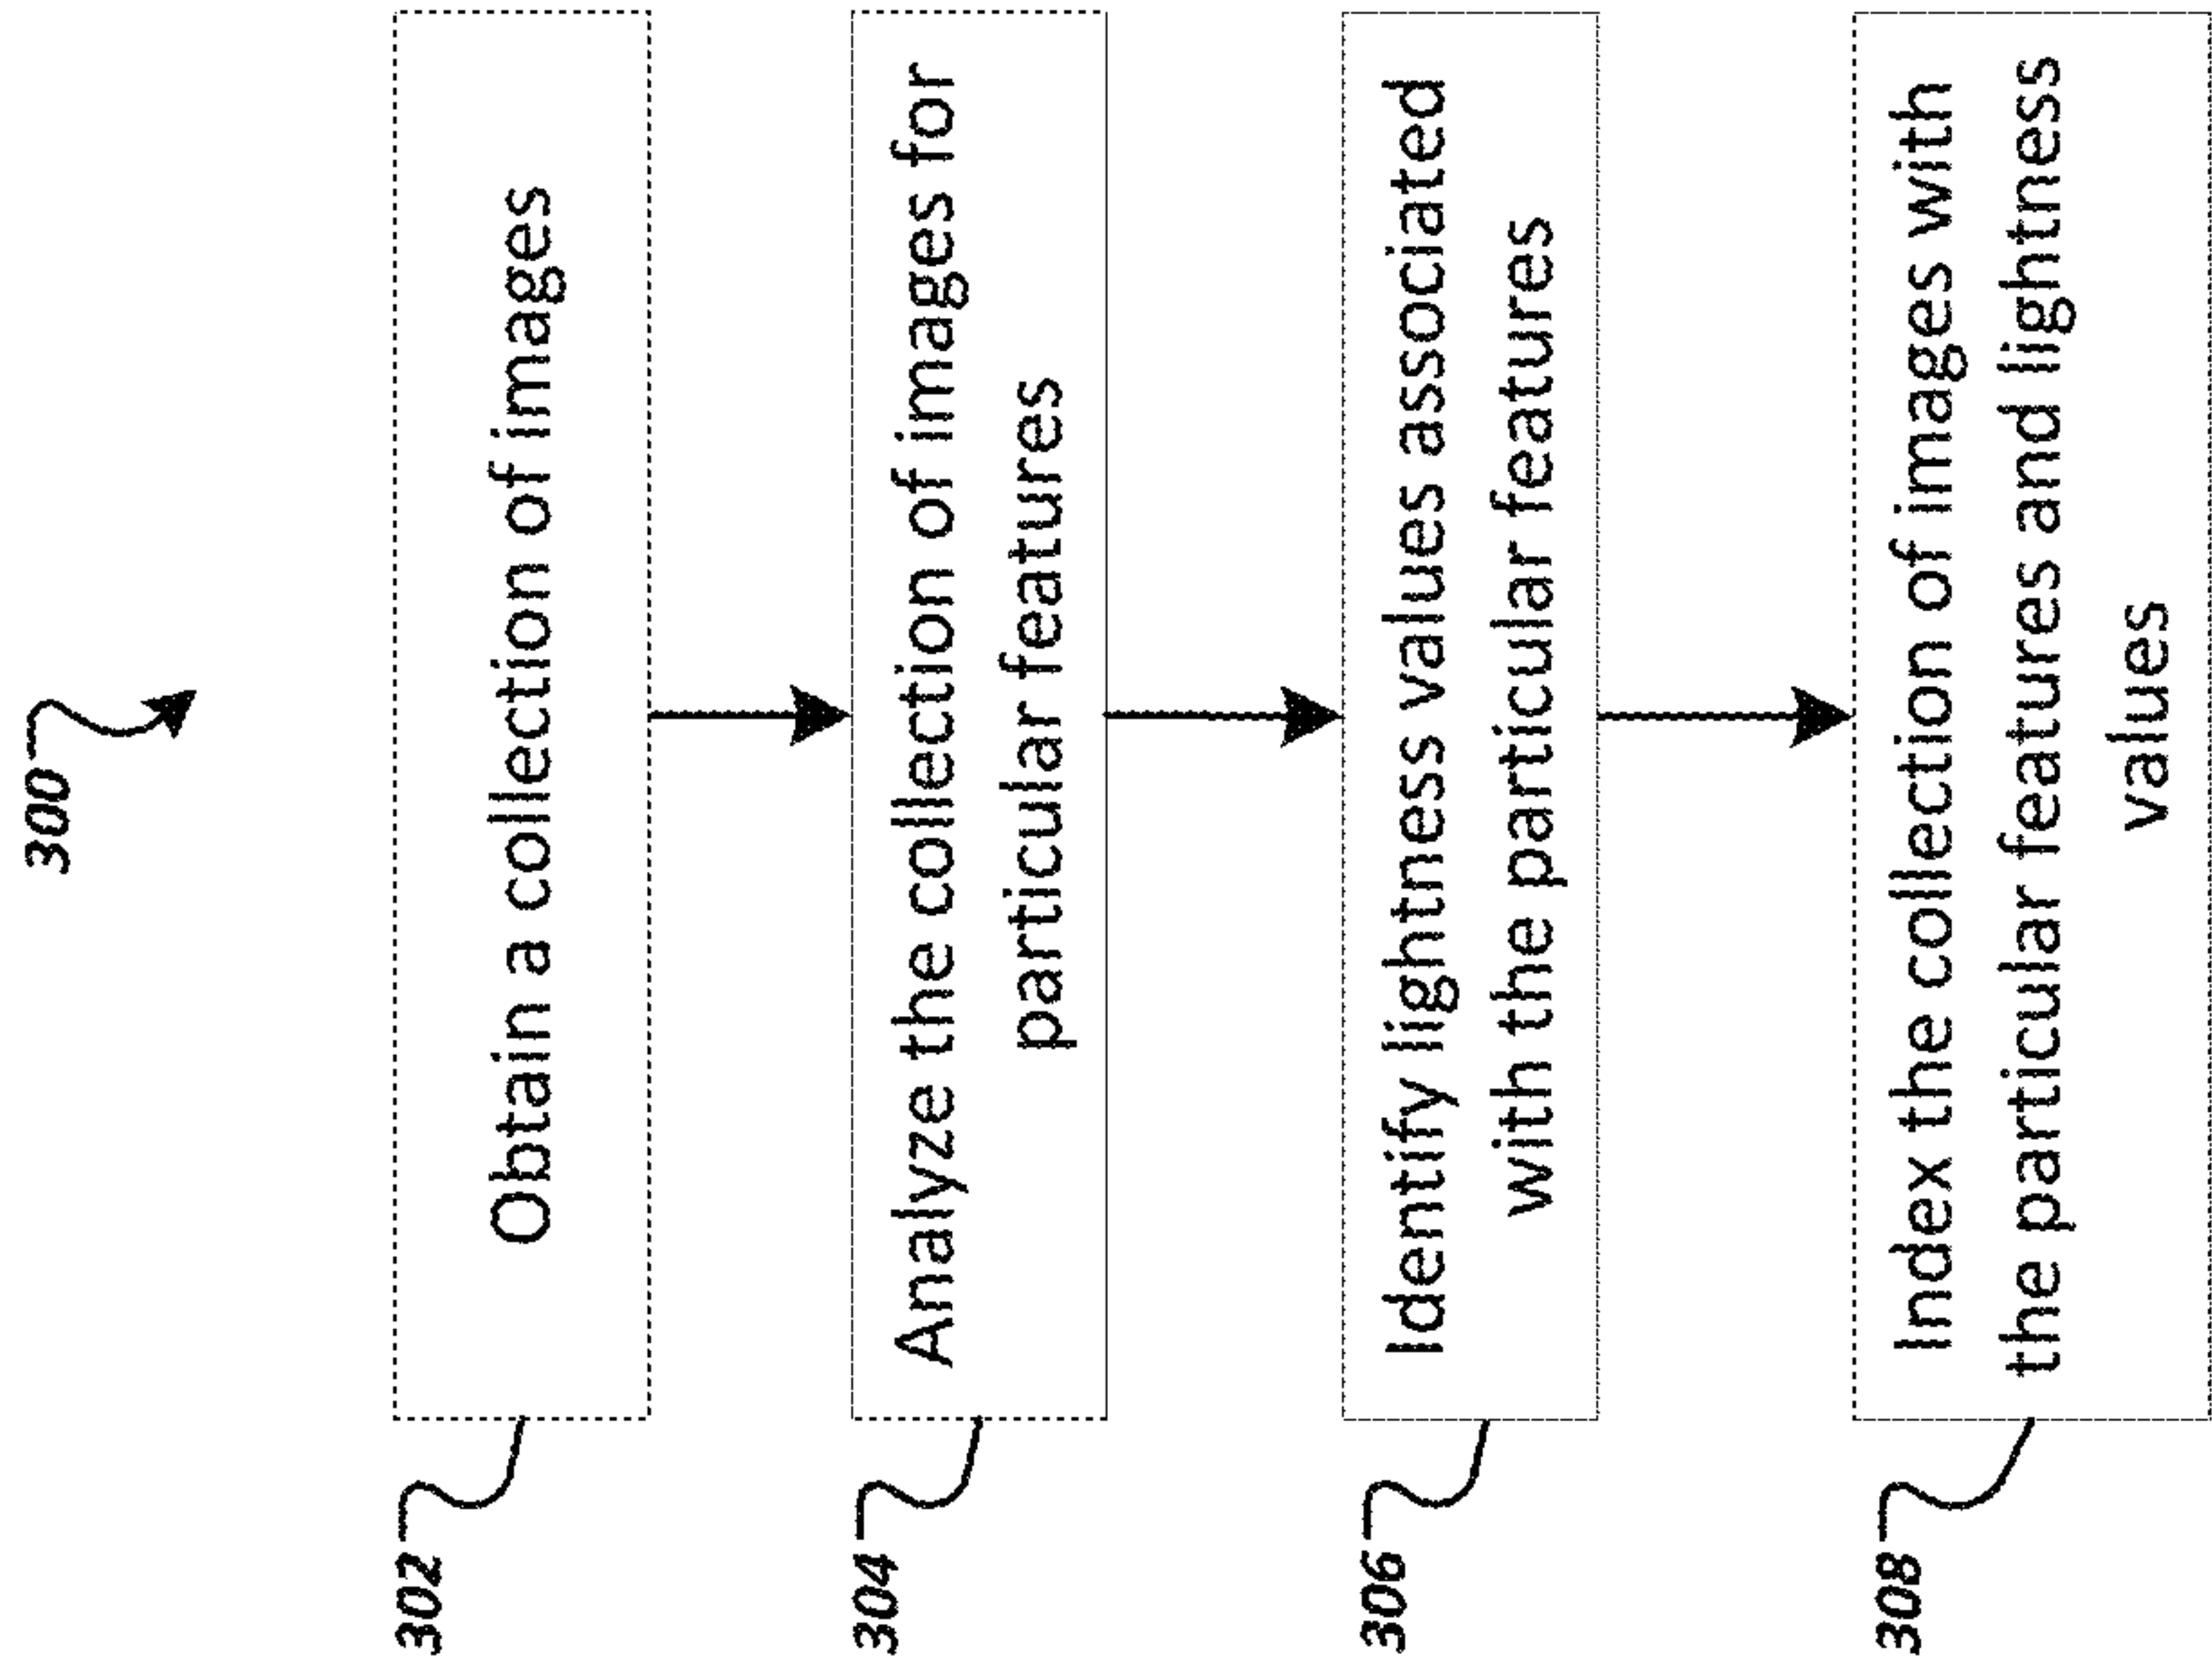 300
302
Obtain a collection of images
304
Analyze the collection of images for
particular features
306
Identify lightness values associated
with the particular features
308
Index the collection of images with
the particular features and lightness
values